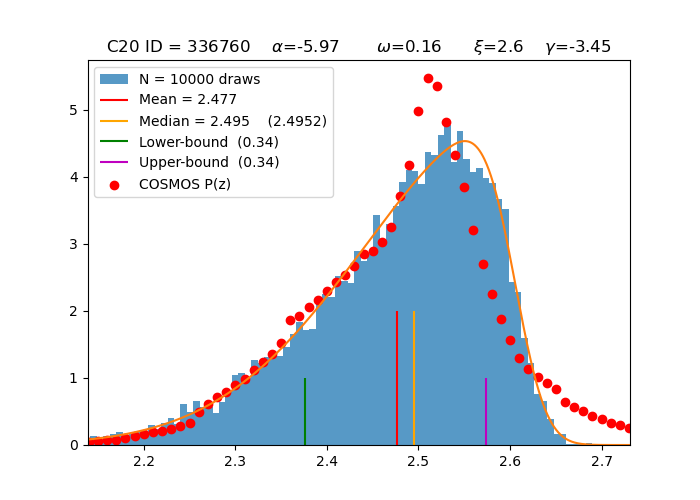 C20 ID = 336760 α=-5.97 ω=0.16 ξ=2.6 γ=-3.45
N = 10000 draws
Mean = 2.477
Median = 2.495 (2.4952)
Lower-bound (0.34)
Upper-bound (0.34)
COSMOS P(z)
5
4
3
2
1
0
2.2 2.3 2.4 2.5 2.6 2.7